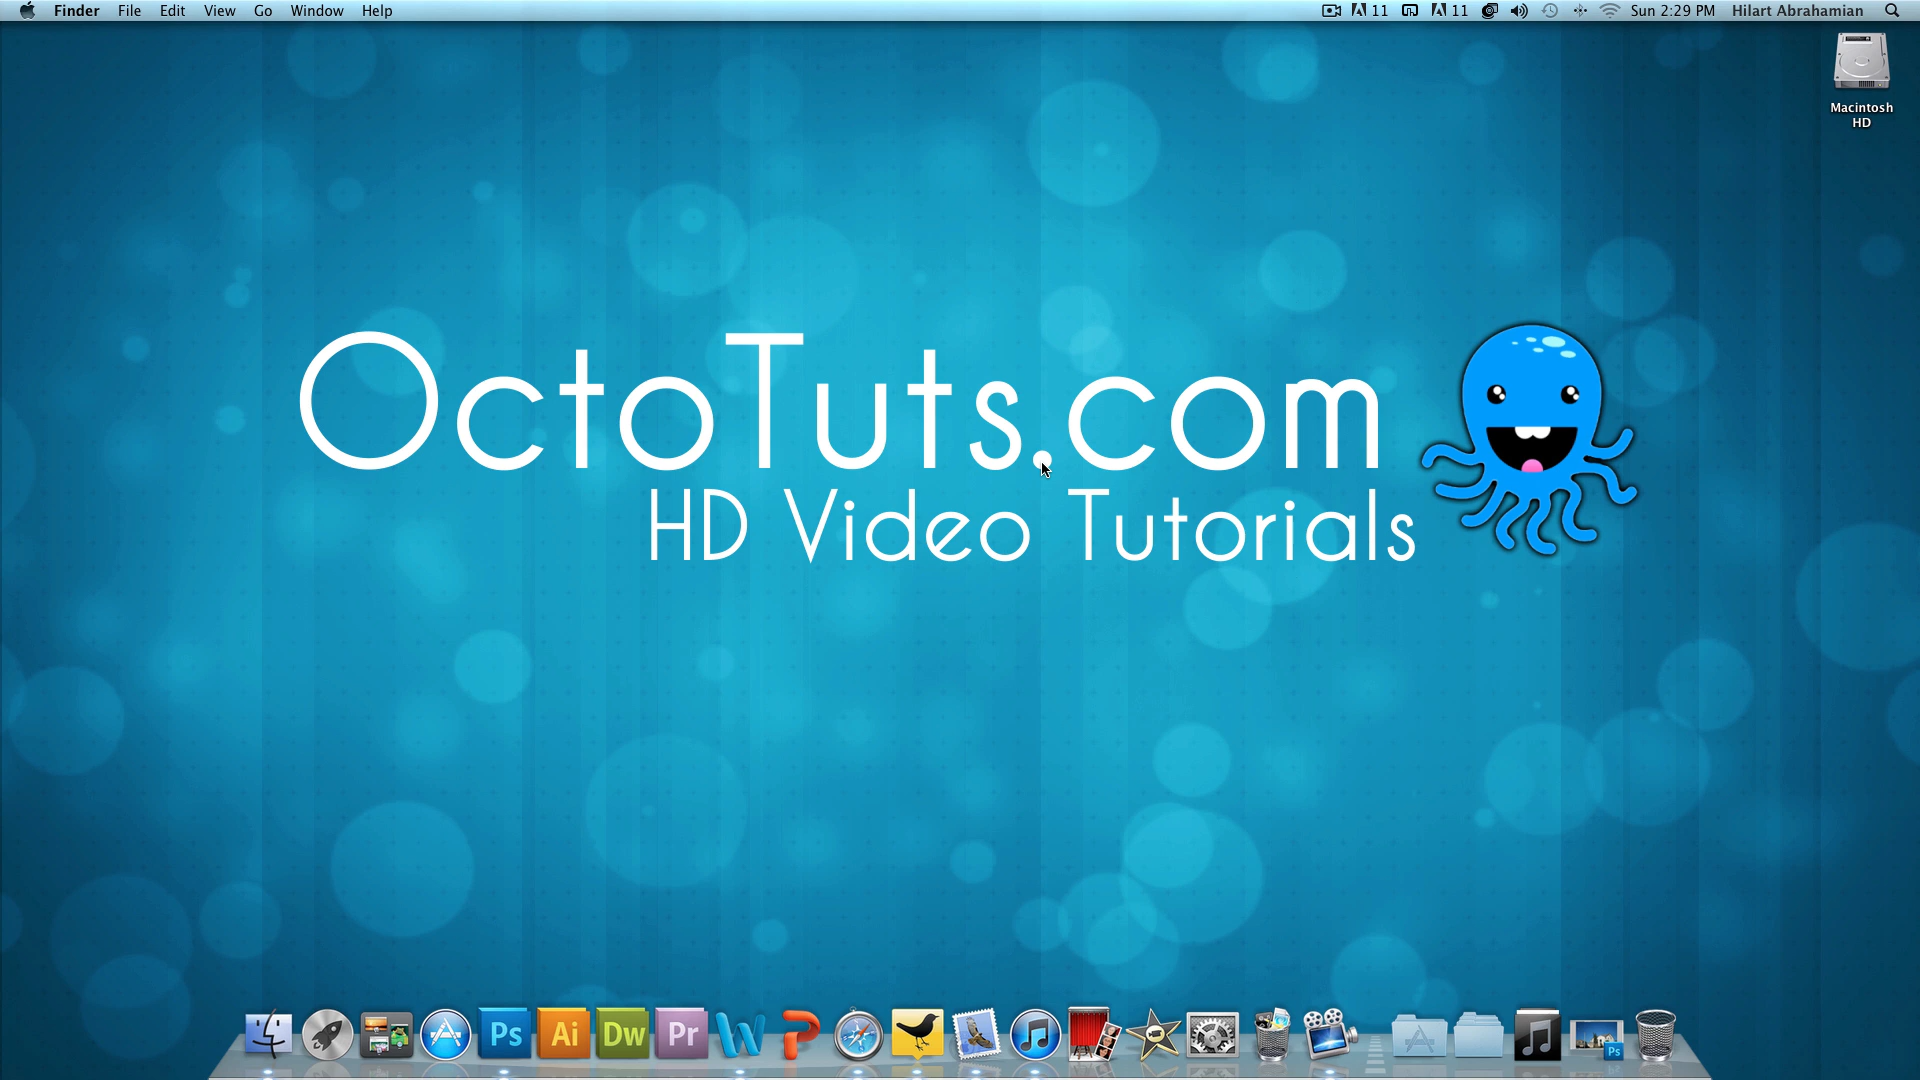 Finder File Edit View Go Window Help 11 11 Sun 2:29 PM Hilart Abrahamian
Macintosh
HD
OctoTuts.com
HD Video Tutorials
Ps Ai Dw Pr W P Ps